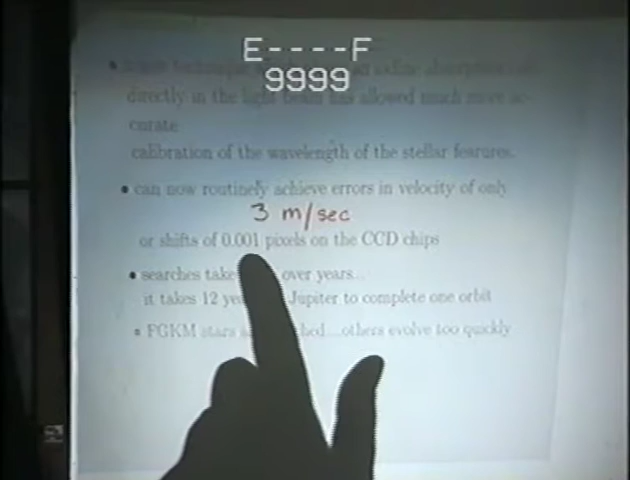 E----F
9999
directly in the light beam has allowed much more ac-
curate
calibration of the wavelength of the stellar features.
• can now routinely achieve errors in velocity of only
3 m/sec
or shifts of 0.001 pixels on the CCD chips
• searches take over years...
it takes 12 Jupiter to complete one orbit
• FGKM stars ...others evolve too quickly